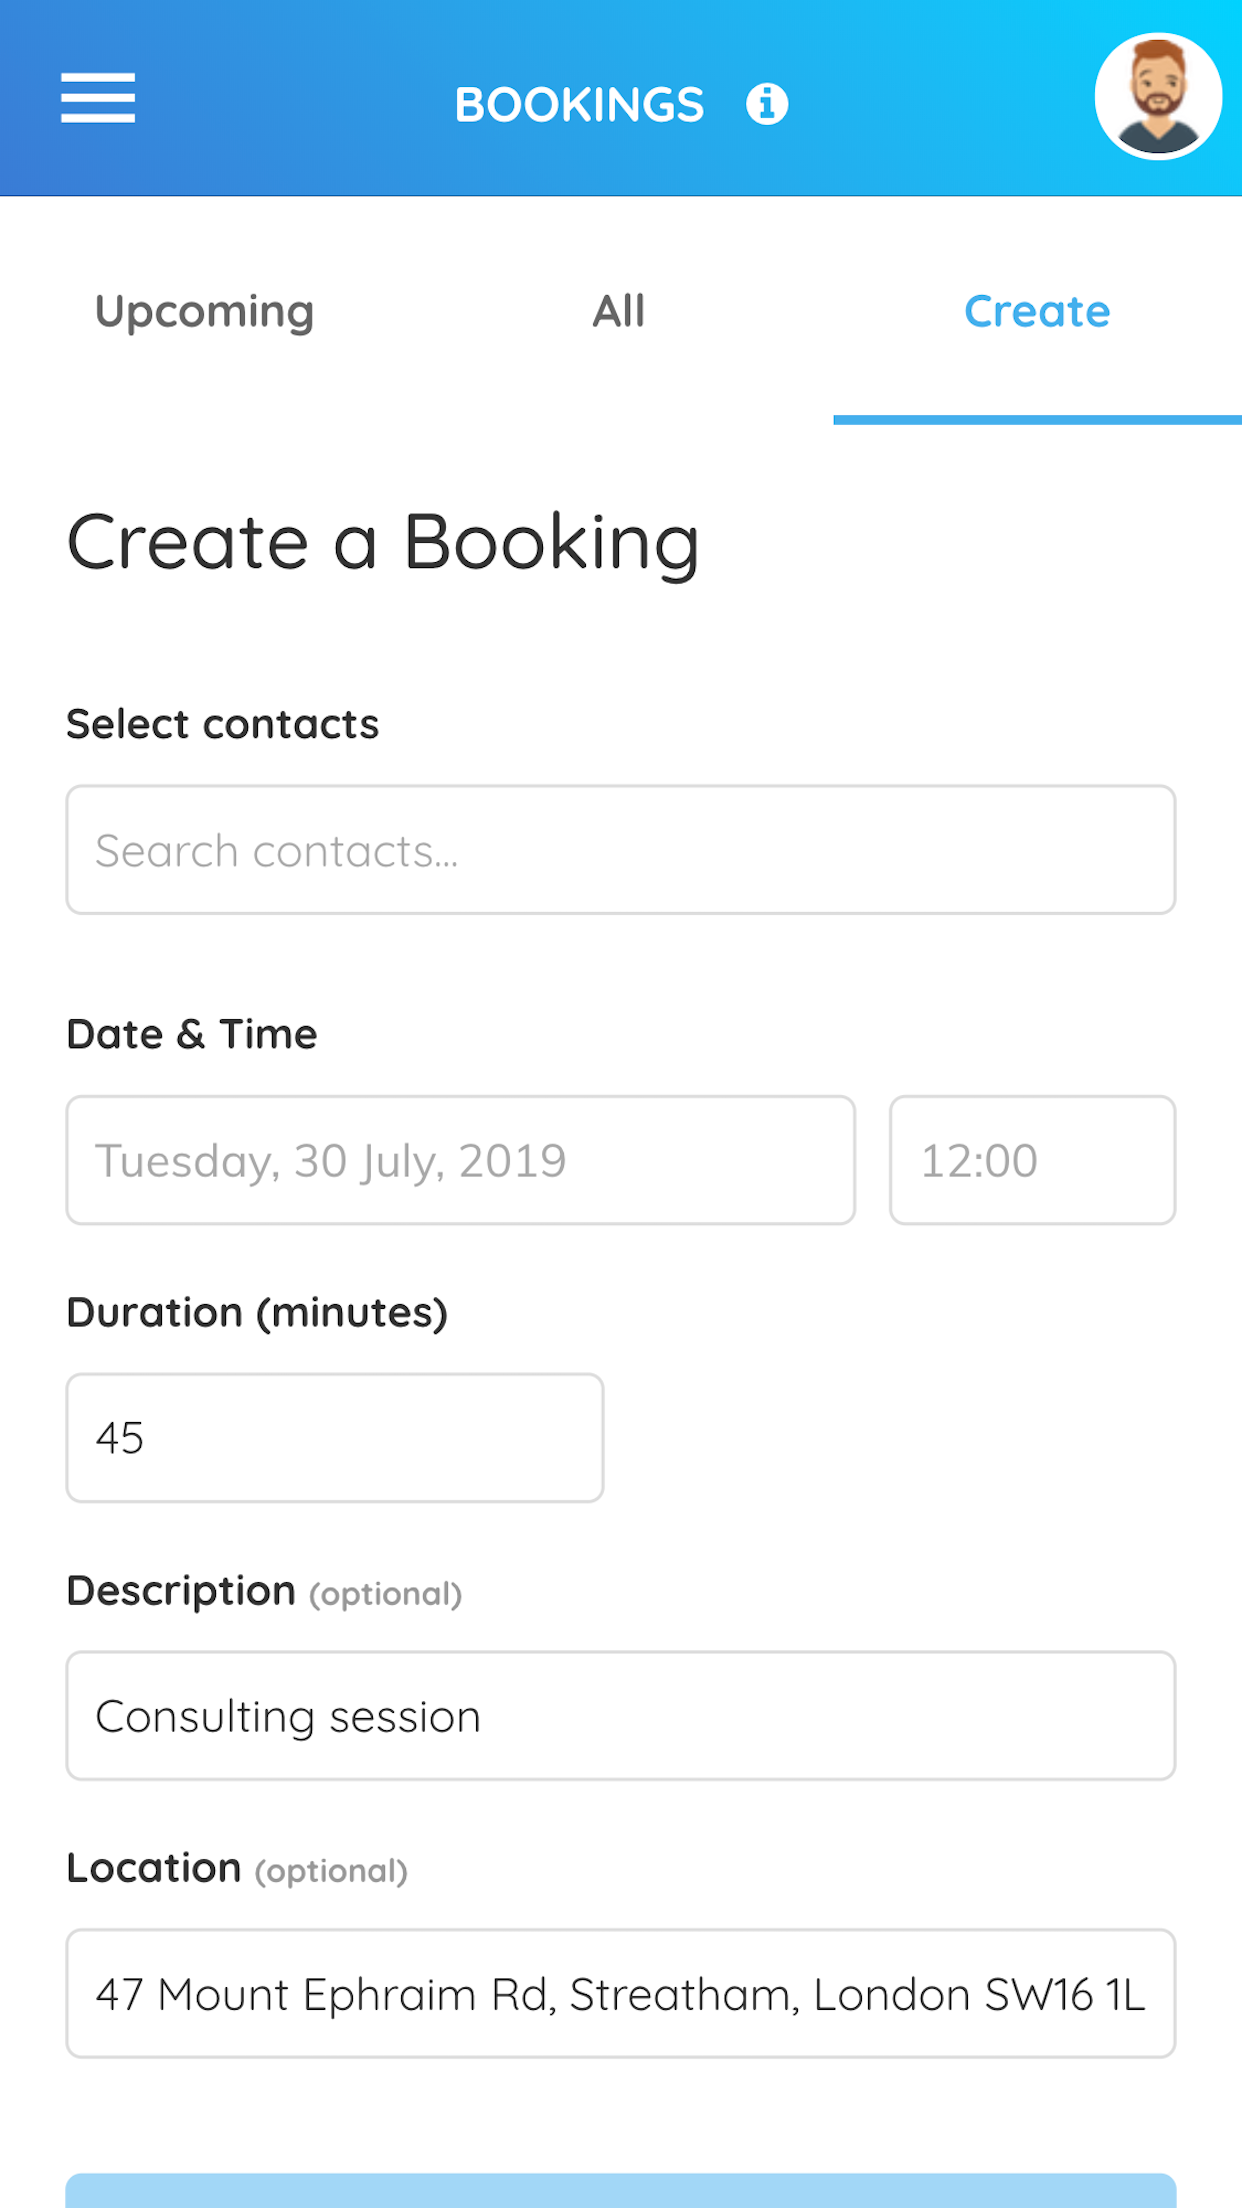 BOOKINGS
Upcoming All Create
Create a Booking
Select contacts
Search contacts...
Date & Time
Tuesday, 30 July, 2019 12:00
Duration (minutes)
45
Description (optional)
Consulting session
Location (optional)
47 Mount Ephraim Rd, Streatham, London SW16 1L